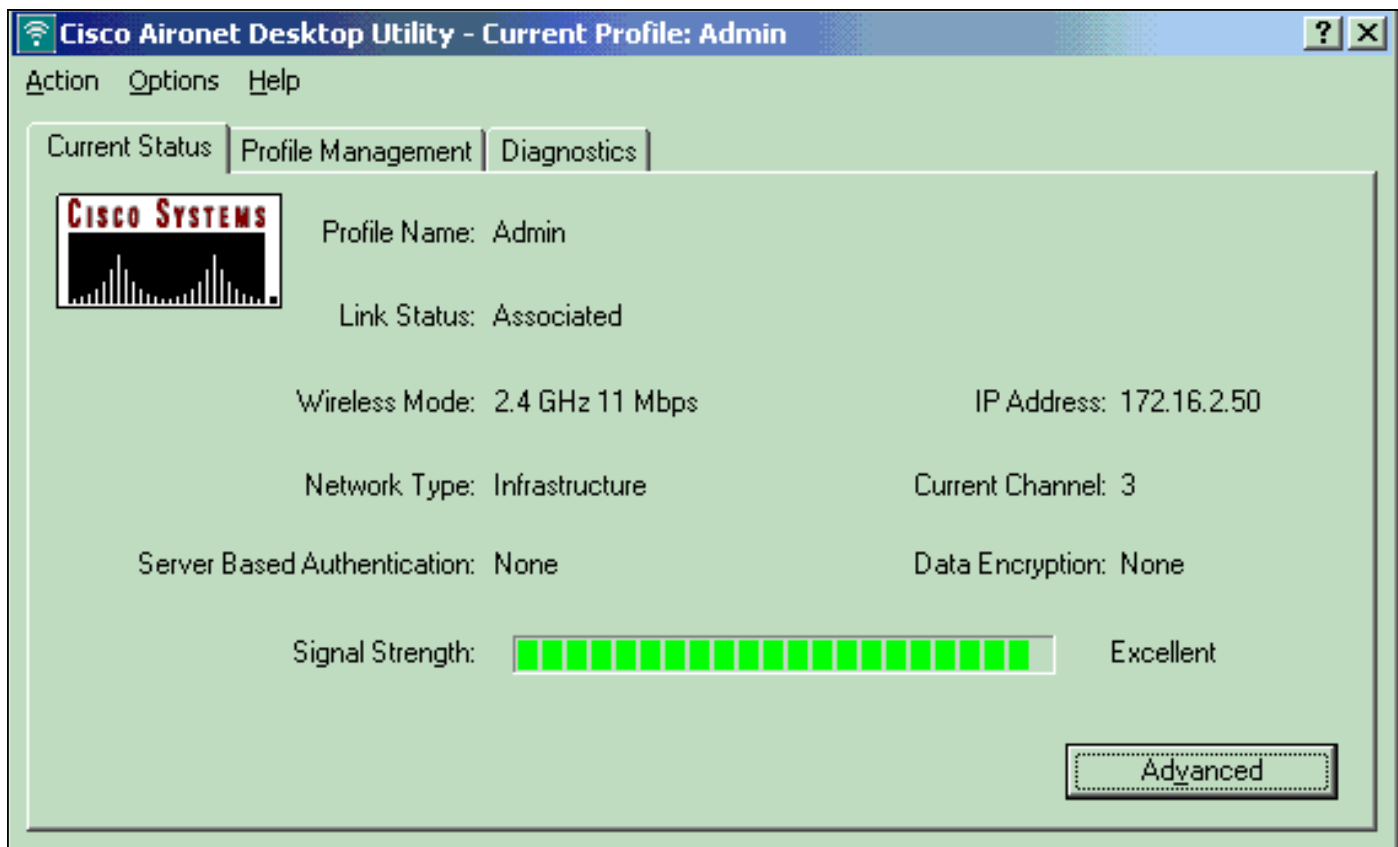 Cisco Aironet Desktop Utility - Current Profile: Admin
Action Options Help
Current Status Profile Management Diagnostics
CISCO SYSTEMS
Profile Name: Admin
Link Status: Associated
Wireless Mode: 2.4 GHz 11 Mbps IP Address: 172.16.2.50
Network Type: Infrastructure Current Channel: 3
Server Based Authentication: None Data Encryption: None
Signal Strength: Excellent
Advanced